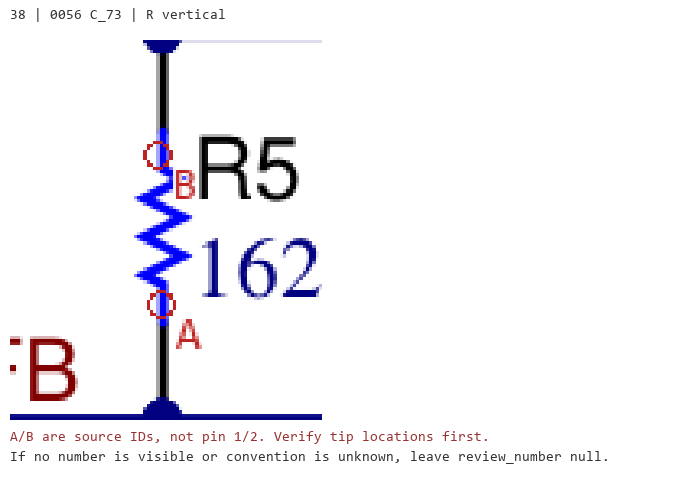 38 | 0056 C_73 | R vertical
R5
B
162
A
FB
A/B are source IDs, not pin 1/2. Verify tip locations first.
If no number is visible or convention is unknown, leave review_number null.